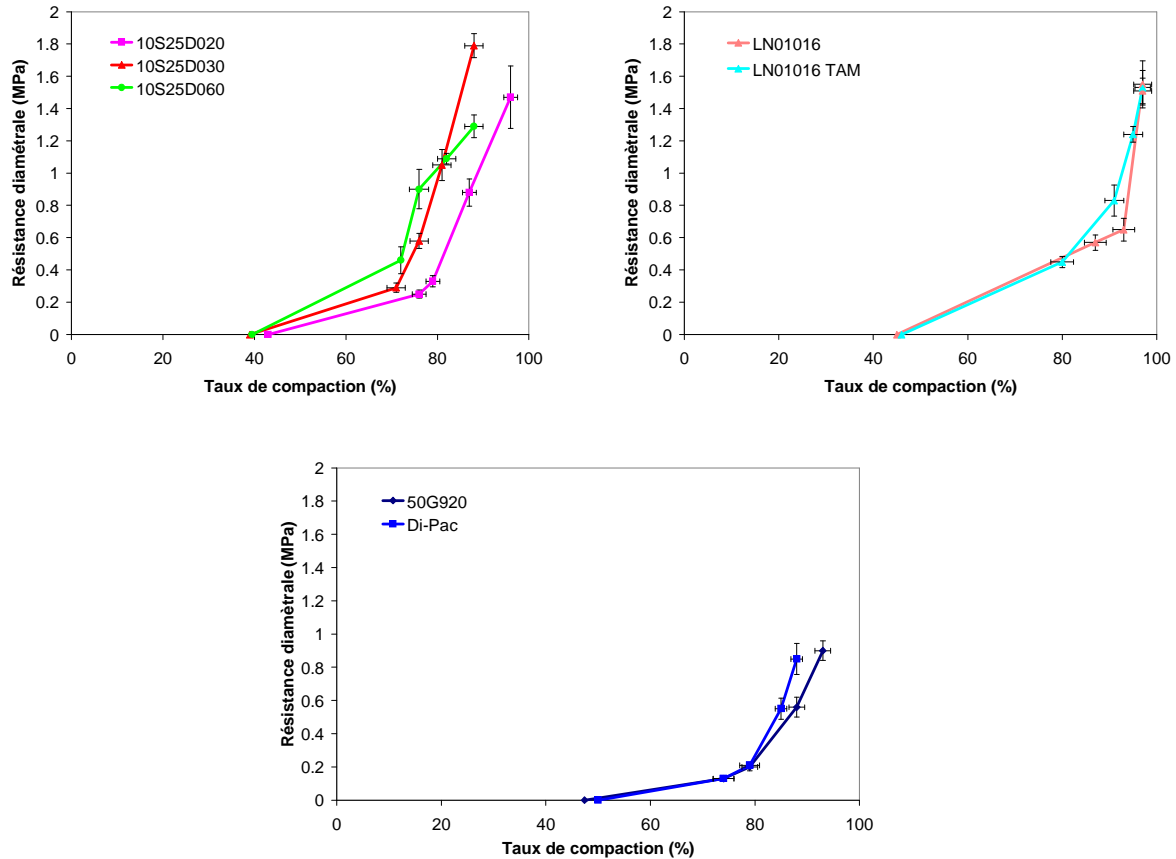 2
1.8
1.6
1.4
1.2
1
0.8
0.6
0.4
0.2
0
Résistance diamètrale (MPa)
10S25D020
10S25D030
10S25D060
0 20 40 60 80 100
Taux de compaction (%)
2
1.8
1.6
1.4
1.2
1
0.8
0.6
0.4
0.2
0
Résistance diamétrale (MPa)
LN01016
LN01016 TAM
0 20 40 60 80 100
Taux de compaction (%)
2
1.8
1.6
1.4
1.2
1
0.8
0.6
0.4
0.2
0
Résistance diamètrale (MPa)
50G920
Di-Pac
0 20 40 60 80 100
Taux de compaction (%)